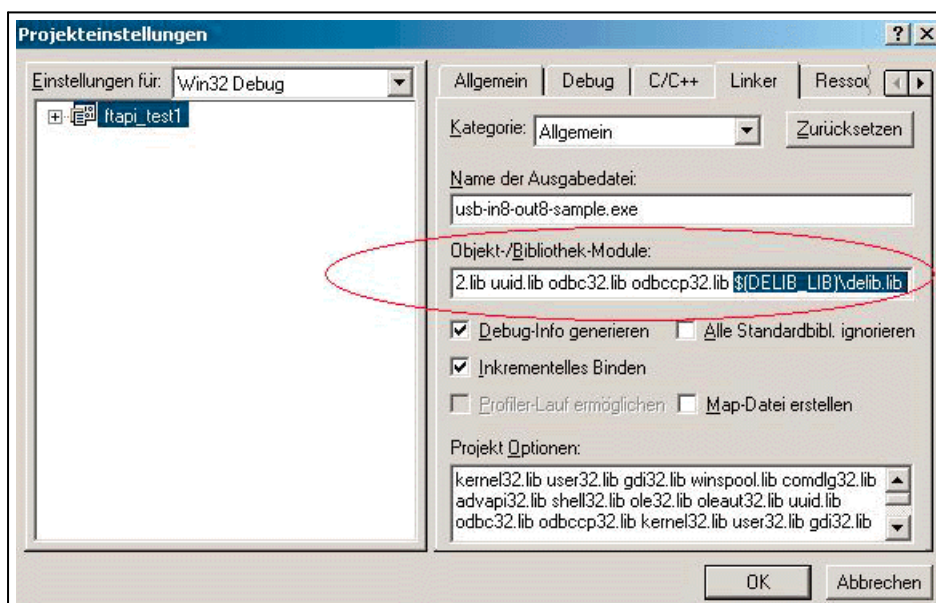 Projekteinstellungen
Einstellungen für: Win32 Debug
ftapi_test1
Allgemein Debug C/C++ Linker Ressou
Kategorie: Allgemein Zurücksetzen
Name der Ausgabedatei:
usb-in8-out8-sample.exe
Objekt-/Bibliothek-Module:
2.lib uuid.lib odbc32.lib odbccp32.lib $(DELIB_LIB)\delib.lib
Debug-Info generieren Alle Standardbibl. ignorieren
Inkrementelles Binden
Profiler-Lauf ermöglichen Map-Datei erstellen
Projekt Optionen:
kernel32.lib user32.lib gdi32.lib winspool.lib comdlg32.lib
advapi32.lib shell32.lib ole32.lib oleaut32.lib uuid.lib
odbc32.lib odbccp32.lib kernel32.lib user32.lib gdi32.lib
OK Abbrechen